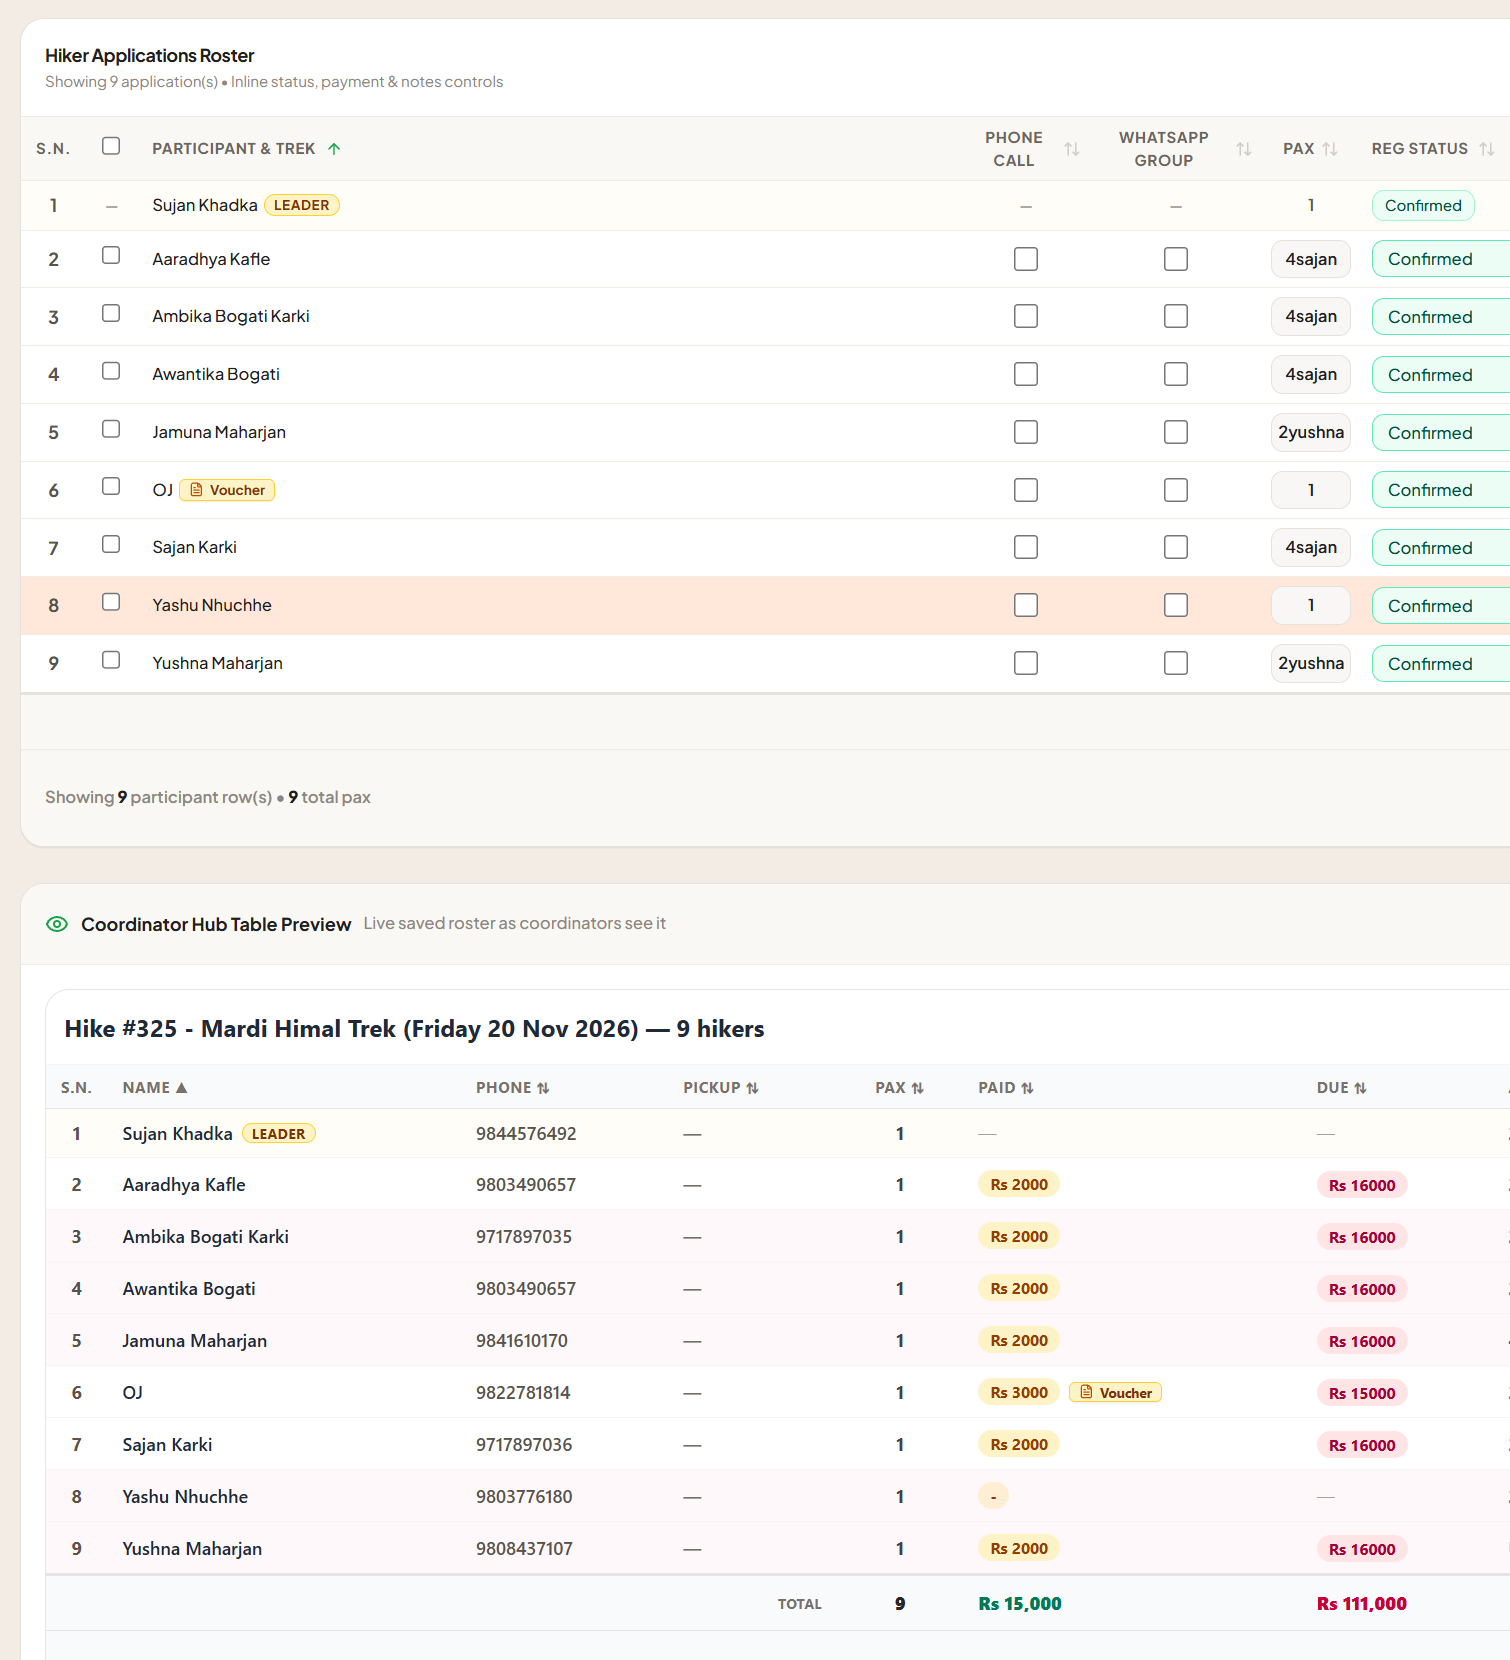 Hiker Applications Roster
Showing 9 application(s) • Inline status, payment & notes controls
S.N. PARTICIPANT & TREK ↑ PHONE CALL ⇅ WHATSAPP GROUP ⇅ PAX ⇅ REG STATUS ⇅
1 – Sujan Khadka LEADER – – 1 Confirmed
2 Aaradhya Kafle 4sajan Confirmed
3 Ambika Bogati Karki 4sajan Confirmed
4 Awantika Bogati 4sajan Confirmed
5 Jamuna Maharjan 2yushna Confirmed
6 OJ Voucher 1 Confirmed
7 Sajan Karki 4sajan Confirmed
8 Yashu Nhuchhe 1 Confirmed
9 Yushna Maharjan 2yushna Confirmed
Showing 9 participant row(s) • 9 total pax
Coordinator Hub Table Preview Live saved roster as coordinators see it
Hike #325 - Mardi Himal Trek (Friday 20 Nov 2026) — 9 hikers
S.N. NAME ▲ PHONE ⇅ PICKUP ⇅ PAX ⇅ PAID ⇅ DUE ⇅
1 Sujan Khadka LEADER 9844576492 — 1 — —
2 Aaradhya Kafle 9803490657 — 1 Rs 2000 Rs 16000
3 Ambika Bogati Karki 9717897035 — 1 Rs 2000 Rs 16000
4 Awantika Bogati 9803490657 — 1 Rs 2000 Rs 16000
5 Jamuna Maharjan 9841610170 — 1 Rs 2000 Rs 16000
6 OJ 9822781814 — 1 Rs 3000 Voucher Rs 15000
7 Sajan Karki 9717897036 — 1 Rs 2000 Rs 16000
8 Yashu Nhuchhe 9803776180 — 1 - —
9 Yushna Maharjan 9808437107 — 1 Rs 2000 Rs 16000
TOTAL 9 Rs 15,000 Rs 111,000